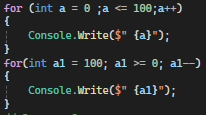 for (int a = 0 ;a <= 100;a++)
{
    Console.Write($" {a}");
}
for(int a1 = 100; a1 >= 0; a1--)
{
    Console.Write($" {a1}");
}